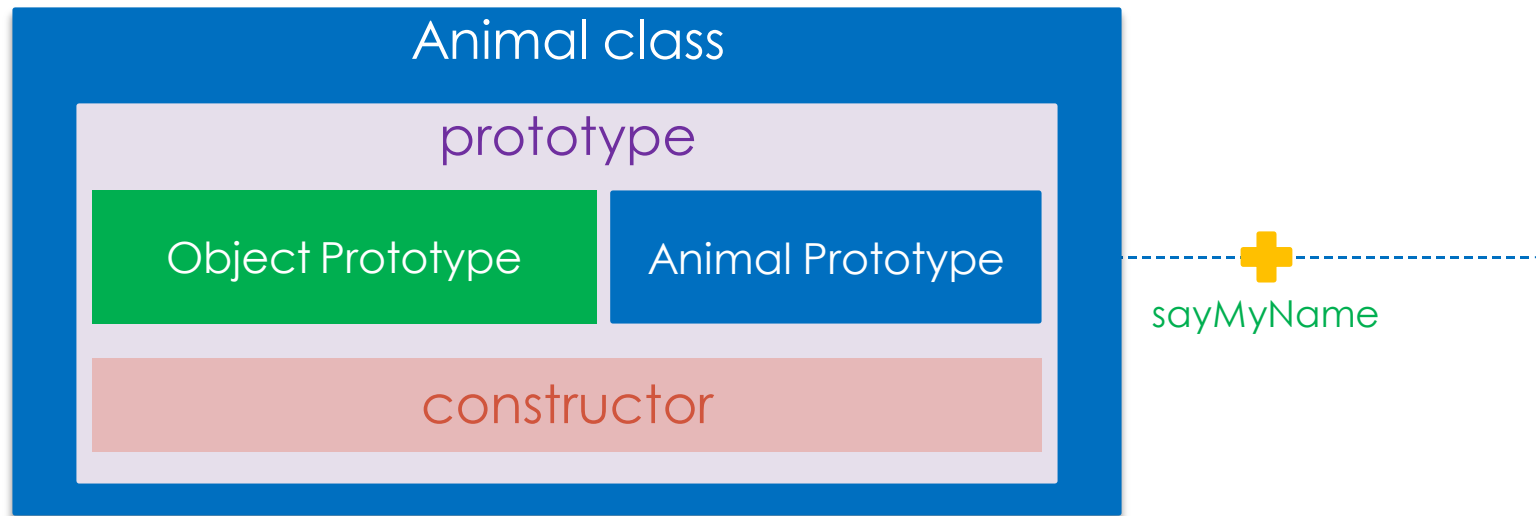 Animal class
prototype
Object Prototype
Animal Prototype
sayMyName
constructor